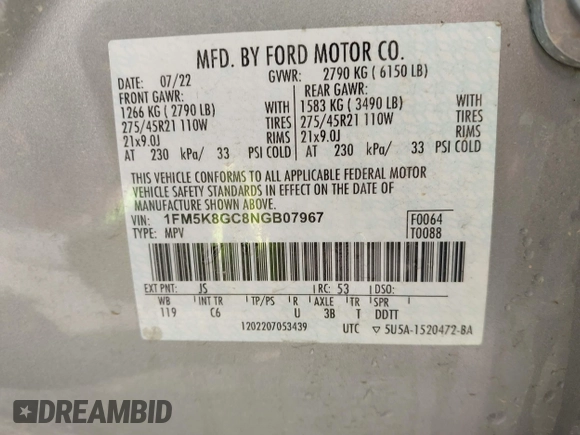 MFD. BY FORD MOTOR CO.
DATE: 07/22 GVWR: 2790 KG ( 6150 LB)
FRONT GAWR: REAR GAWR:
1266 KG ( 2790 LB) WITH 1583 KG ( 3490 LB) WITH
275/45R21 110W TIRES 275/45R21 110W TIRES
21x9.0J RIMS 21x9.0J RIMS
AT 230 kPa/ 33 PSI COLD AT 230 kPa/ 33 PSI COLD
THIS VEHICLE CONFORMS TO ALL APPLICABLE FEDERAL MOTOR
VEHICLE SAFETY STANDARDS IN EFFECT ON THE DATE OF
MANUFACTURE SHOWN ABOVE.
VIN: 1FM5K8GC8NGB07967 F0064
TYPE: MPV T0088
EXT PNT: JS RC: 53 DSO:
WB INT TR TP/PS R AXLE TR SPR
119 C6 U 3B T DDTT
1202207053439 UTC ▽ 5U5A-1520472-BA
DREAMBID